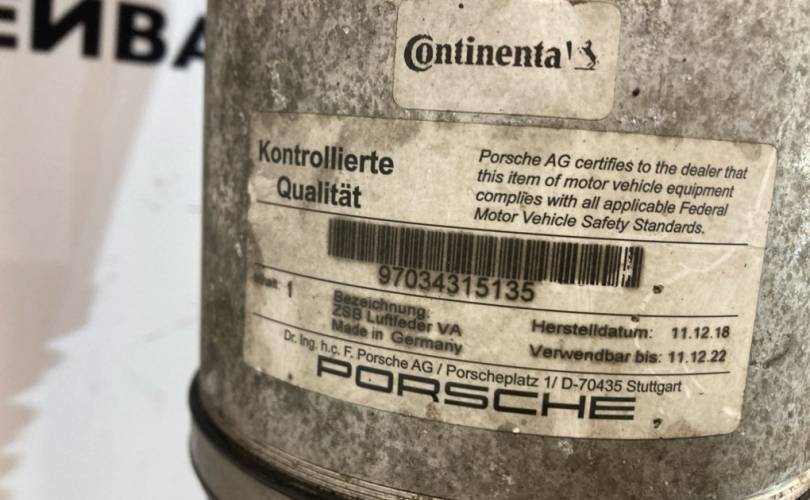 ЕИВА
Continental
Kontrollierte
Qualität
Porsche AG certifies to the dealer that
this item of motor vehicle equipment
complies with all applicable Federal
Motor Vehicle Safety Standards.
97034315135
1
Bezeichnung:
ZSB Luftfeder VA
Made in Germany
Herstelldatum: 11.12.18
Verwendbar bis: 11.12.22
Dr. Ing. h.c. F. Porsche AG / Porscheplatz 1/ D-70435 Stuttgart
PORSCHE